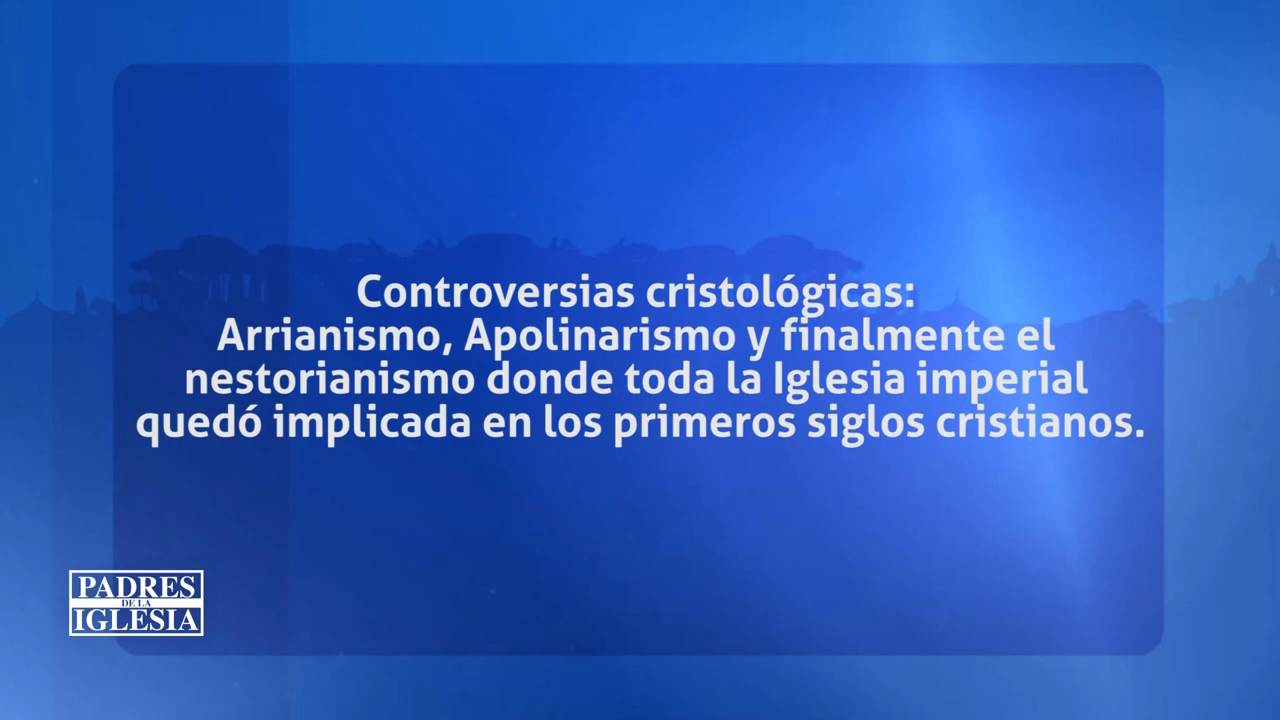 Controversias cristológicas:
Arrianismo, Apolinarismo y finalmente el
nestorianismo donde toda la Iglesia imperial
quedó implicada en los primeros siglos cristianos.
PADRES
DE LA
IGLESIA